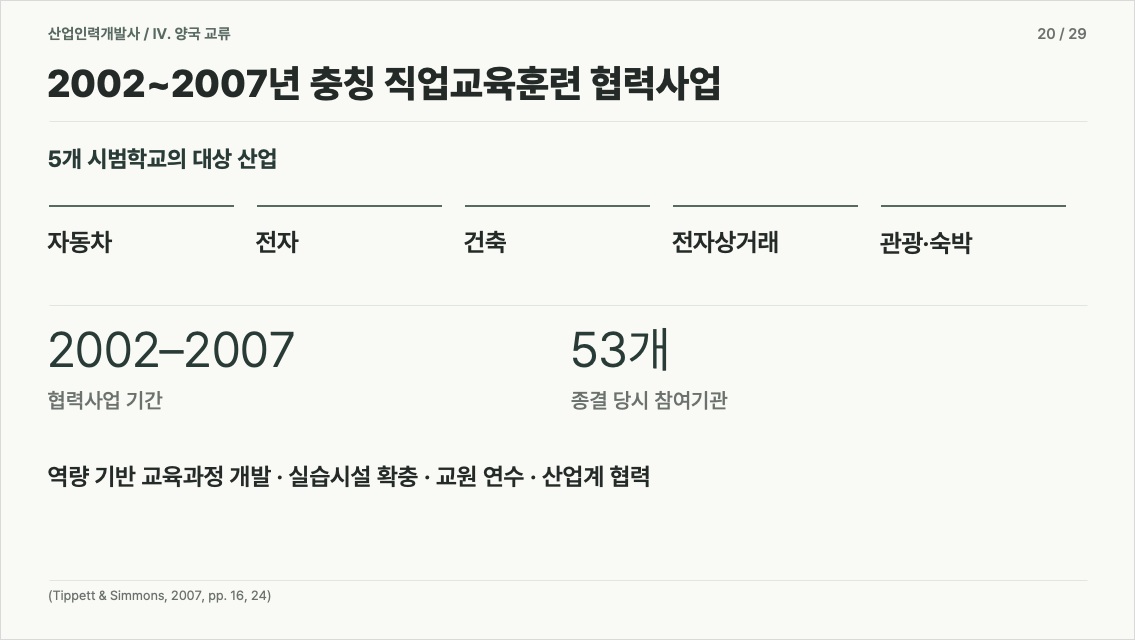 산업인력개발사 / IV. 양국 교류
20 / 29
2002~2007년 충칭 직업교육훈련 협력사업
5개 시범학교의 대상 산업
자동차
전자
건축
전자상거래
관광·숙박
2002–2007
53개
협력사업 기간
종결 당시 참여기관
역량 기반 교육과정 개발 · 실습시설 확충 · 교원 연수 · 산업계 협력
(Tippett & Simmons, 2007, pp. 16, 24)